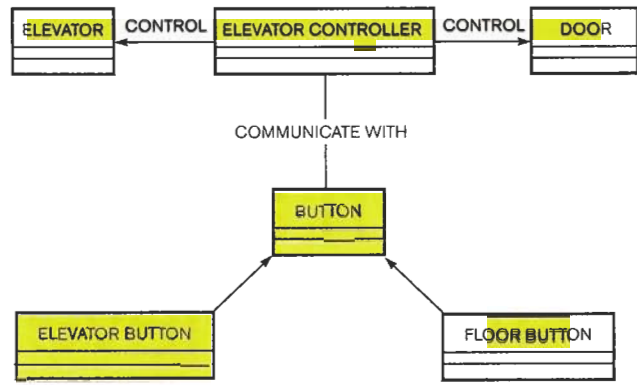 ELEVATOR
CONTROL
ELEVATOR CONTROLLER
CONTROL
DOOR
COMMUNICATE WITH
BUTTON
ELEVATOR BUTTON
FLOOR BUTTON